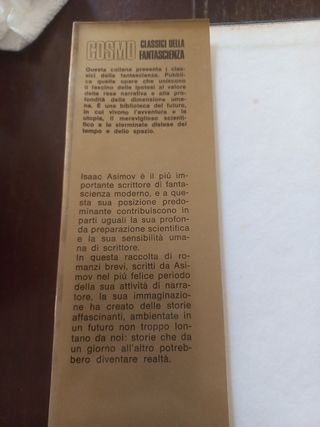 COSMO CLASSICI DELLA
FANTASCIENZA
Questa collana presenta i clas-
sici della fantascienza. Pubbli-
ca quelle opere che uniscono
il fascino delle ipotesi al valore
della resa narrativa e alla pro-
fondità della dimensione uma-
na. È una biblioteca del futuro,
in cui vivono l'avventura e la
utopia, il meraviglioso scienti-
fico e le sterminate distese del
tempo e dello spazio.
Isaac Asimov è il più im-
portante scrittore di fanta-
scienza moderno, e a que-
sta sua posizione predo-
minante contribuiscono in
parti uguali la sua profon-
da preparazione scientifica
e la sua sensibilità uma-
na di scrittore.
In questa raccolta di ro-
manzi brevi, scritti da Asi-
mov nel più felice periodo
della sua attività di narra-
tore, la sua immaginazio-
ne ha creato delle storie
affascinanti, ambientate in
un futuro non troppo lon-
tano da noi: storie che da
un giorno all'altro potreb-
bero diventare realtà.